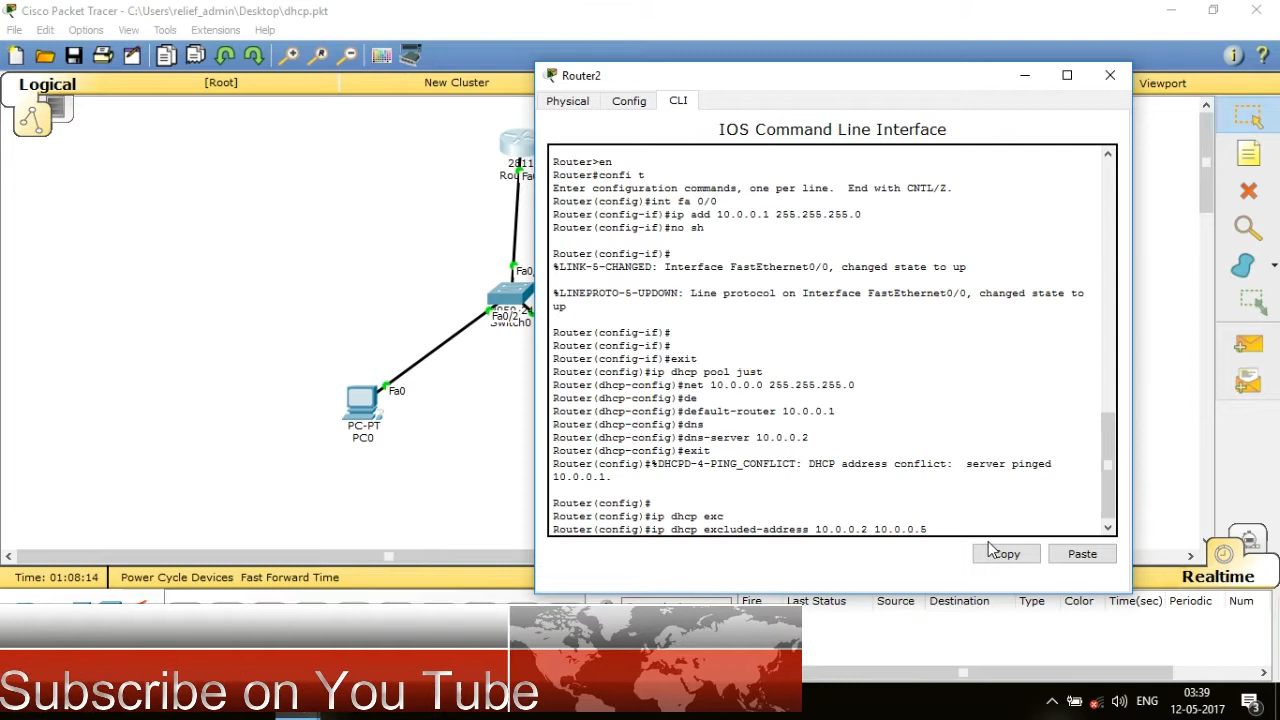 Cisco Packet Tracer - C:\Users\relief_admin\Desktop\dhcp.pkt
File Edit Options View Tools Extensions Help
Logical [Root] New Cluster Viewport
Router2
Physical Config CLI
IOS Command Line Interface
Router>en
Router#confi t
Enter configuration commands, one per line. End with CNTL/Z.
Router(config)#int fa 0/0
Router(config-if)#ip add 10.0.0.1 255.255.255.0
Router(config-if)#no sh
Router(config-if)#
%LINK-5-CHANGED: Interface FastEthernet0/0, changed state to up
%LINEPROTO-5-UPDOWN: Line protocol on Interface FastEthernet0/0, changed state to
up
Router(config-if)#
Router(config-if)#
Router(config-if)#exit
Router(config)#ip dhcp pool just
Router(dhcp-config)#net 10.0.0.0 255.255.255.0
Router(dhcp-config)#de
Router(dhcp-config)#default-router 10.0.0.1
Router(dhcp-config)#dns
Router(dhcp-config)#dns-server 10.0.0.2
Router(dhcp-config)#exit
Router(config)#%DHCPD-4-PING_CONFLICT: DHCP address conflict: server pinged
10.0.0.1.
Router(config)#
Router(config)#ip dhcp exc
Router(config)#ip dhcp excluded-address 10.0.0.2 10.0.0.5
Copy Paste
2811
Rou Fa
Fa0
Fa0/2
Switch0
Fa0
PC-PT
PC0
Time: 01:08:14 Power Cycle Devices Fast Forward Time
Realtime
Fire Last Status Source Destination Type Color Time(sec) Periodic Num
Subscribe on You Tube
ENG
03:39
12-05-2017
3